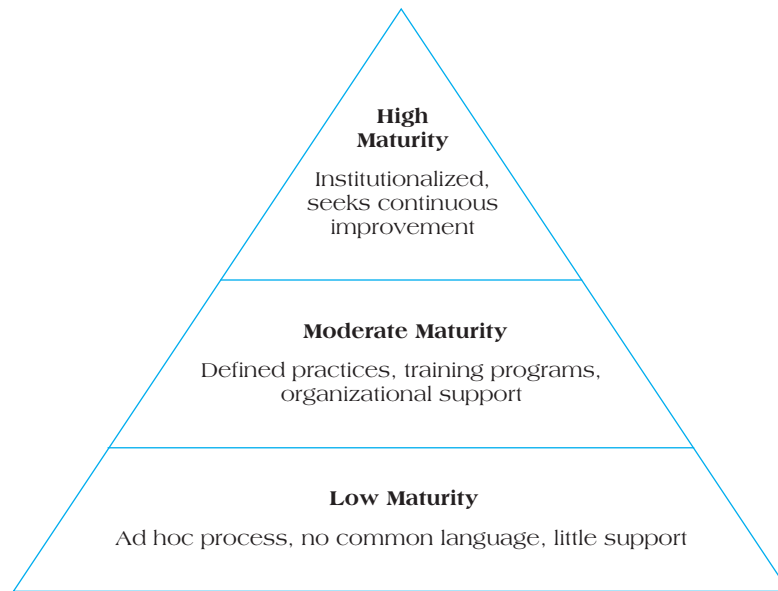 High
Maturity
Institutionalized,
seeks continuous
improvement
Moderate Maturity
Defined practices, training programs,
organizational support
Low Maturity
Ad hoc process, no common language, little support